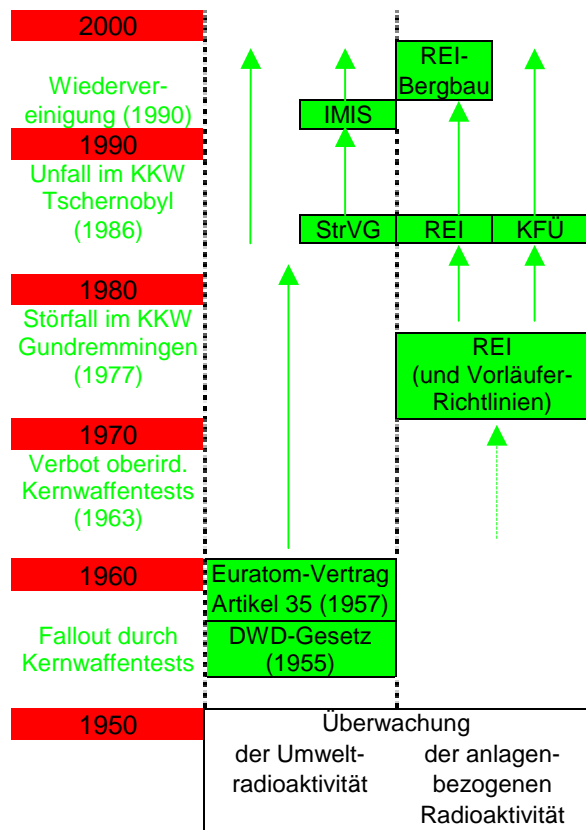 2000
REI-
Bergbau
Wiederver-
einigung (1990)
IMIS
1990
Unfall im KKW
Tschernobyl
(1986)
StrVG
REI
KFÜ
1980
Störfall im KKW
Gundremmingen
(1977)
REI
(und Vorläufer-
Richtlinien)
1970
Verbot oberird.
Kernwaffentests
(1963)
1960
Euratom-Vertrag
Artikel 35 (1957)
Fallout durch
Kernwaffentests
DWD-Gesetz
(1955)
1950
Überwachung
der Umwelt-
radioaktivität
der anlagen-
bezogenen
Radioaktivität